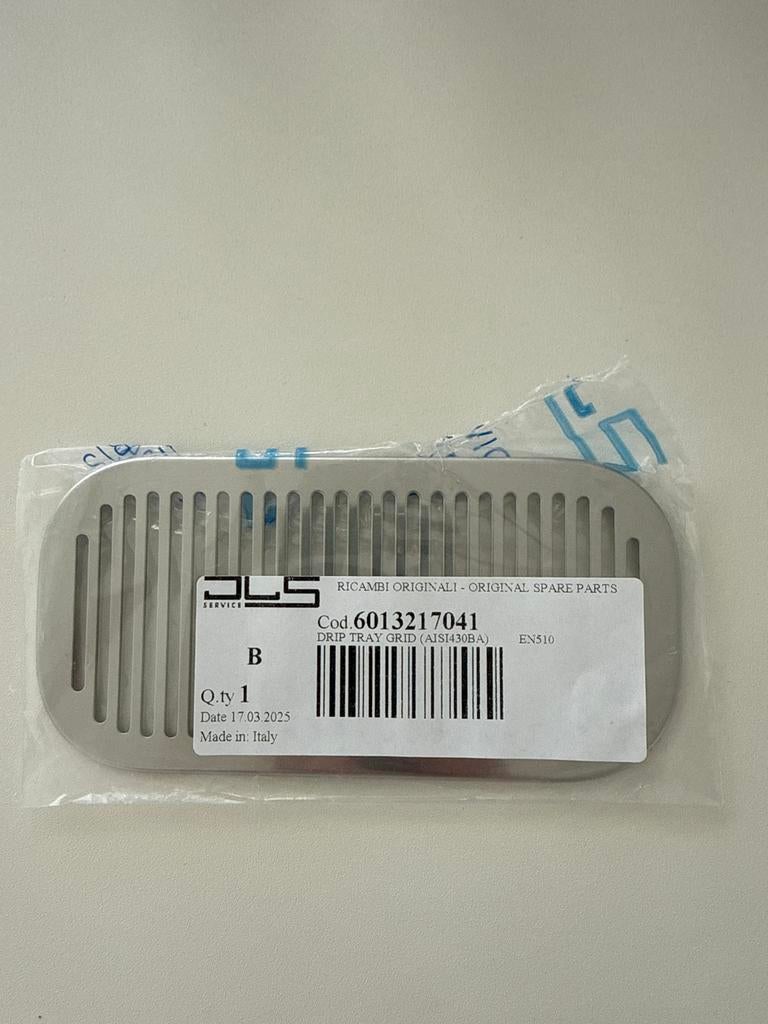 DLS
SERVICE
RICAMBI ORIGINALI - ORIGINAL SPARE PARTS
Cod.6013217041
DRIP TRAY GRID (AISI430BA) EN510
B
Q.ty 1
Date 17.03.2025
Made in: Italy